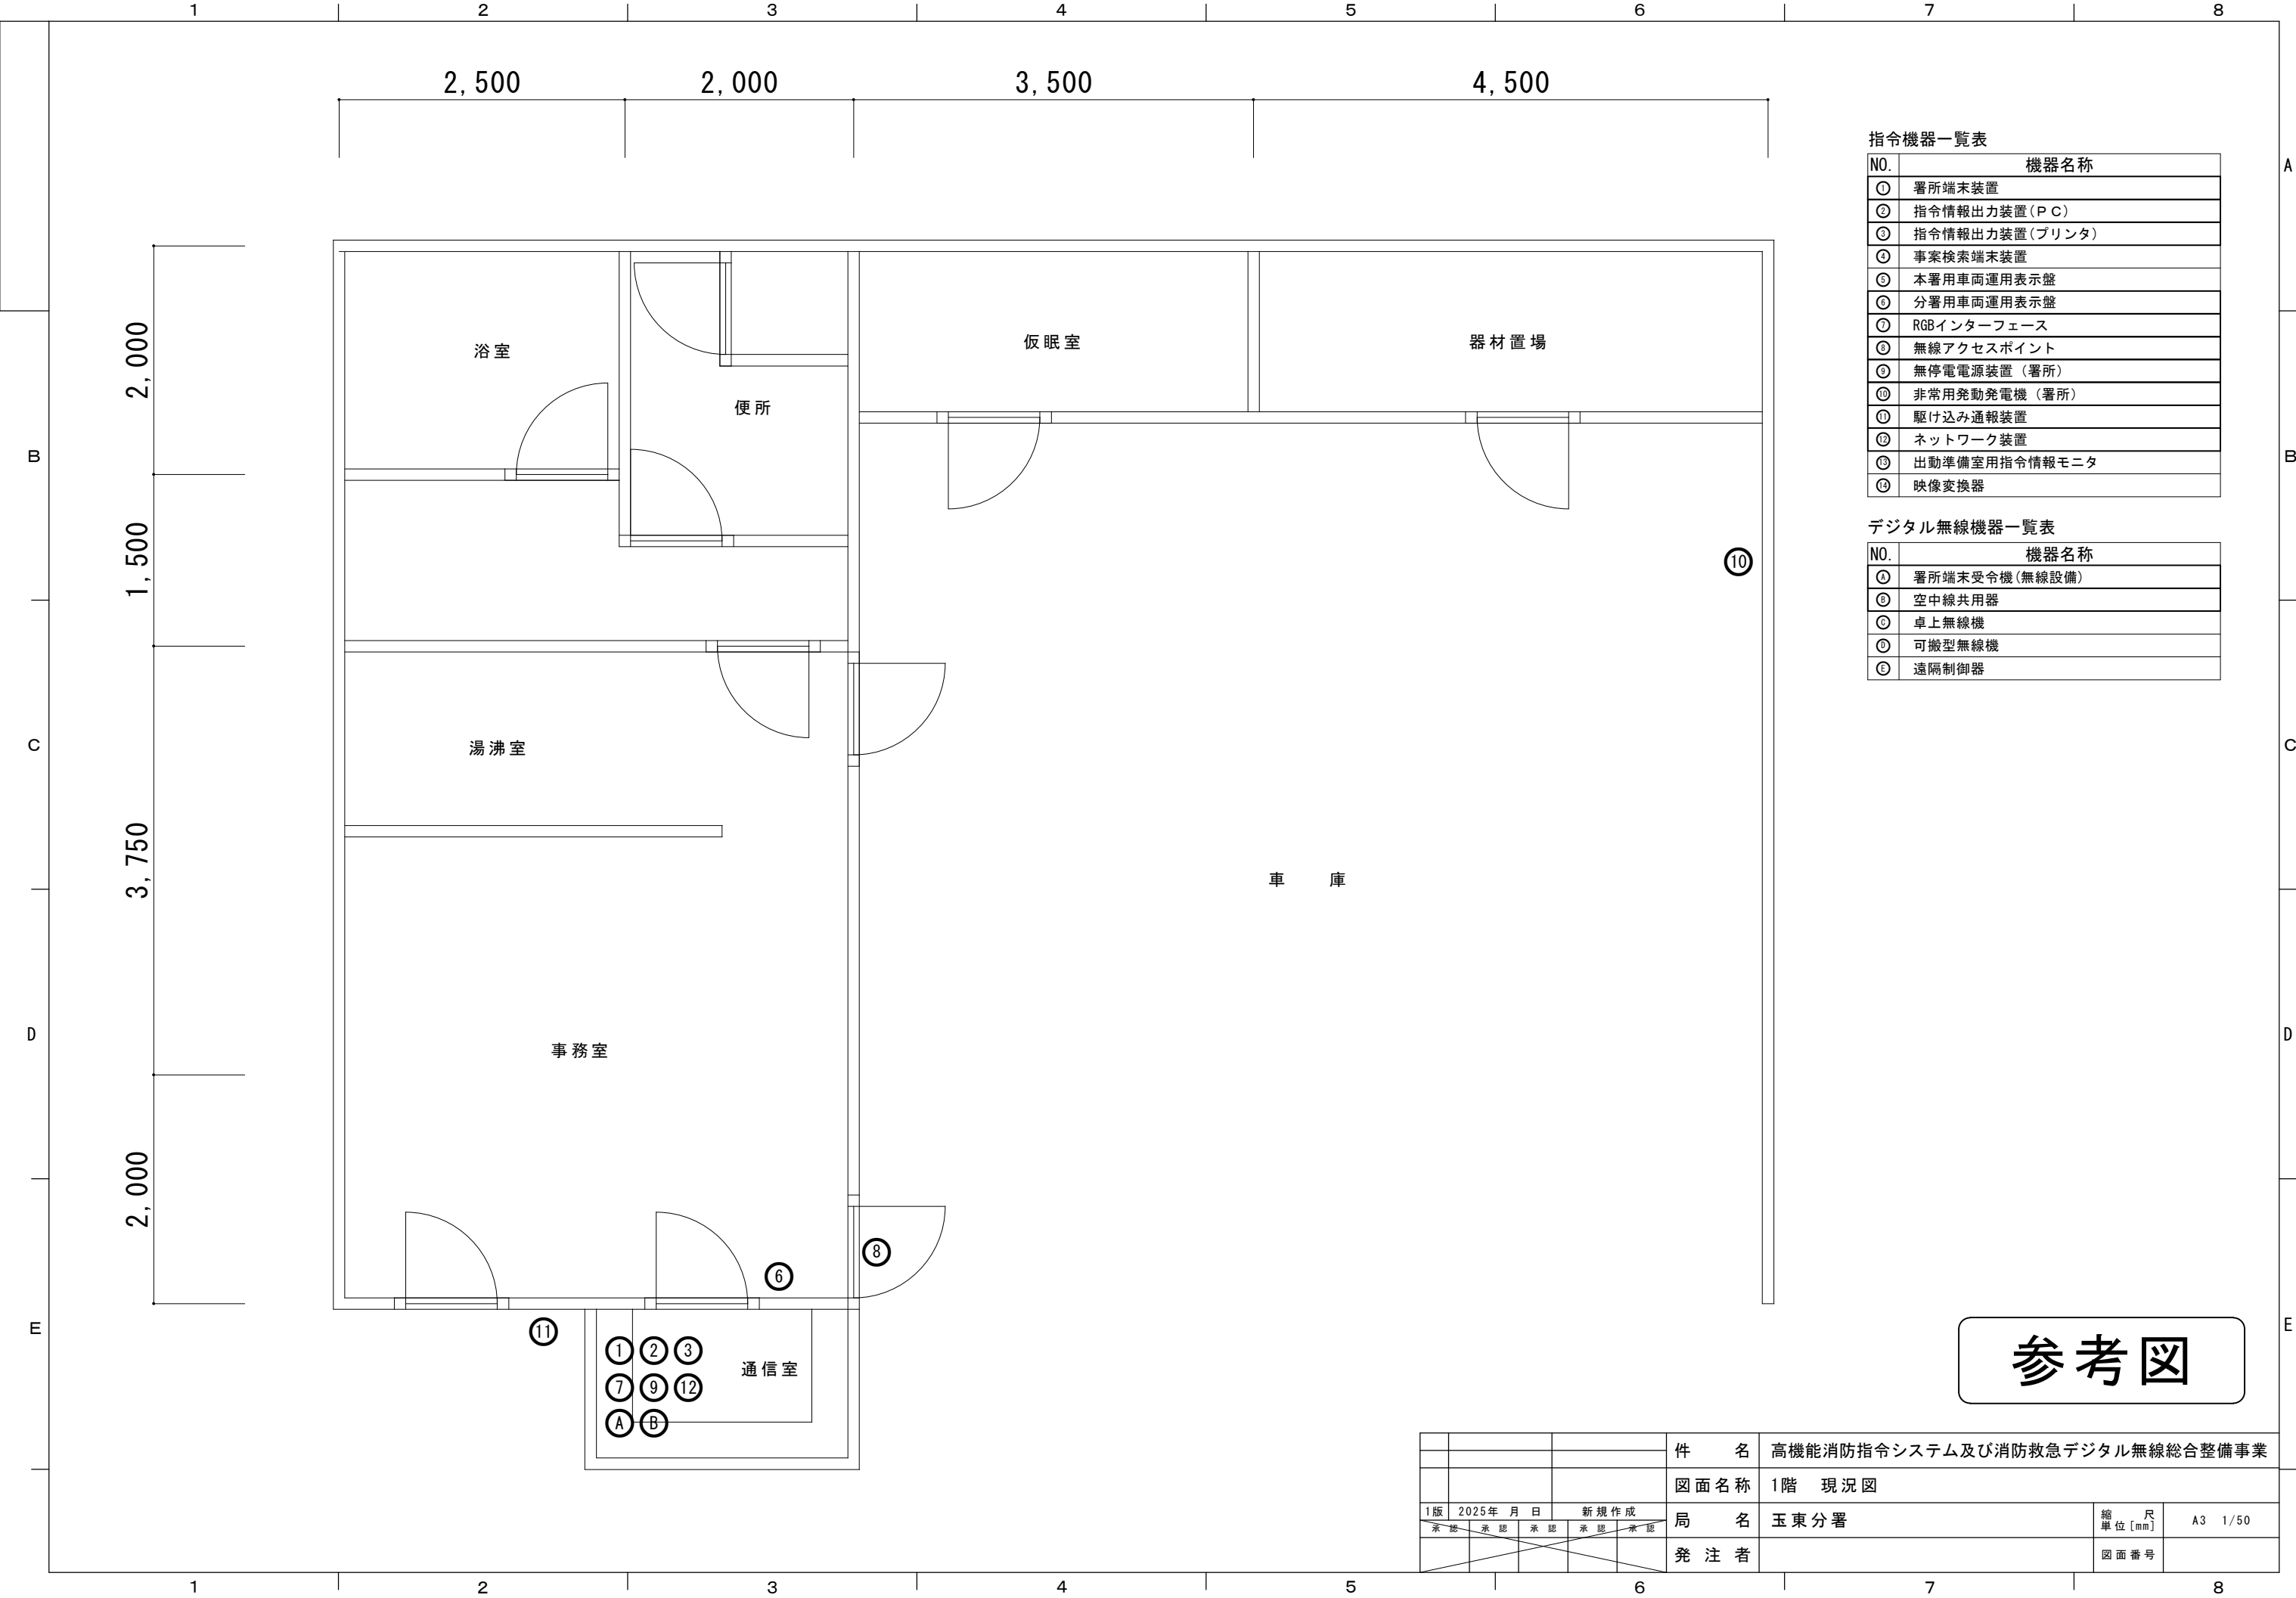 1 2 3 4 5 6 7 8
2,500 2,000 3,500 4,500
指令機器一覧表
NO. 機器名称
① 署所端末装置
② 指令情報出力装置(ＰＣ)
③ 指令情報出力装置(プリンタ)
④ 事案検索端末装置
⑤ 本署用車両運用表示盤
⑥ 分署用車両運用表示盤
⑦ RGBインターフェース
⑧ 無線アクセスポイント
⑨ 無停電電源装置（署所）
⑩ 非常用発動発電機（署所）
⑪ 駆け込み通報装置
⑫ ネットワーク装置
⑬ 出動準備室用指令情報モニタ
⑭ 映像変換器
デジタル無線機器一覧表
NO. 機器名称
Ⓐ 署所端末受令機(無線設備)
Ⓑ 空中線共用器
Ⓒ 卓上無線機
Ⓓ 可搬型無線機
Ⓔ 遠隔制御器
A
B
C
D
E
B
C
D
E
2,000
1,500
3,750
2,000
浴室
便所
仮眠室
器材置場
⑩
湯沸室
車 庫
事務室
⑧
⑥
⑪
① ② ③
通信室
⑦ ⑨ ⑫
Ⓐ Ⓑ
参考図
件 名 高機能消防指令システム及び消防救急デジタル無線総合整備事業
図面名称 1階 現況図
1版 2025年 月 日 新規作成
承認 承認 承認 承認 承認
局 名 玉東分署
縮 尺
単位[mm]
A3 1/50
発注者
図面番号
1 2 3 4 5 6 7 8